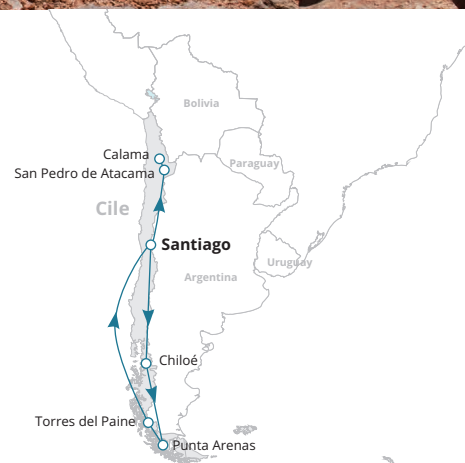 Bolivia
Calama
San Pedro de Atacama
Paraguay
Cile
Santiago
Uruguay
Argentina
Chiloé
Torres del Paine
Punta Arenas